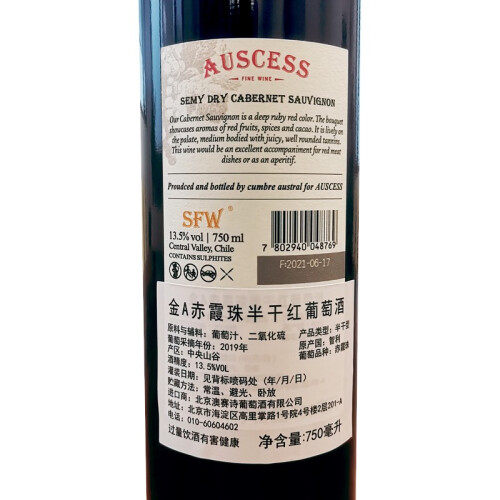 AUSCESS
FINE WINE
SEMY DRY CABERNET SAUVIGNON
Our Cabernet Sauvignon is a deep ruby red color. The bouquet
showcases aromas of red fruits, spices and cacao. It is lively on
the palate, medium bodied with juicy, well rounded tannins.
This wine would be an excellent accompaniment for red meat
dishes or as an aperitif.
Proudced and bottled by cumbre austral for AUSCESS
SFW®
13.5%vol | 750 ml
Central Valley, Chile
CONTAINS SULPHITES
7 802940 048769
F:2021-06-17
金A赤霞珠半干红葡萄酒
原料与辅料：葡萄汁、二氧化硫 产品类型：半干型
葡萄采摘年份：2019年 原产国：智利
产区：中央山谷 葡萄品种：赤霞珠
酒精度：13.5%VOL
灌装日期：见背标喷码处（年/月/日）
贮藏方法：常温、避光、卧放
进口商：北京澳赛诗葡萄酒有限公司
地址：北京市海淀区高里掌路1号院4号楼2层201-A
电话：010-60604602
过量饮酒有害健康 净含量:750毫升